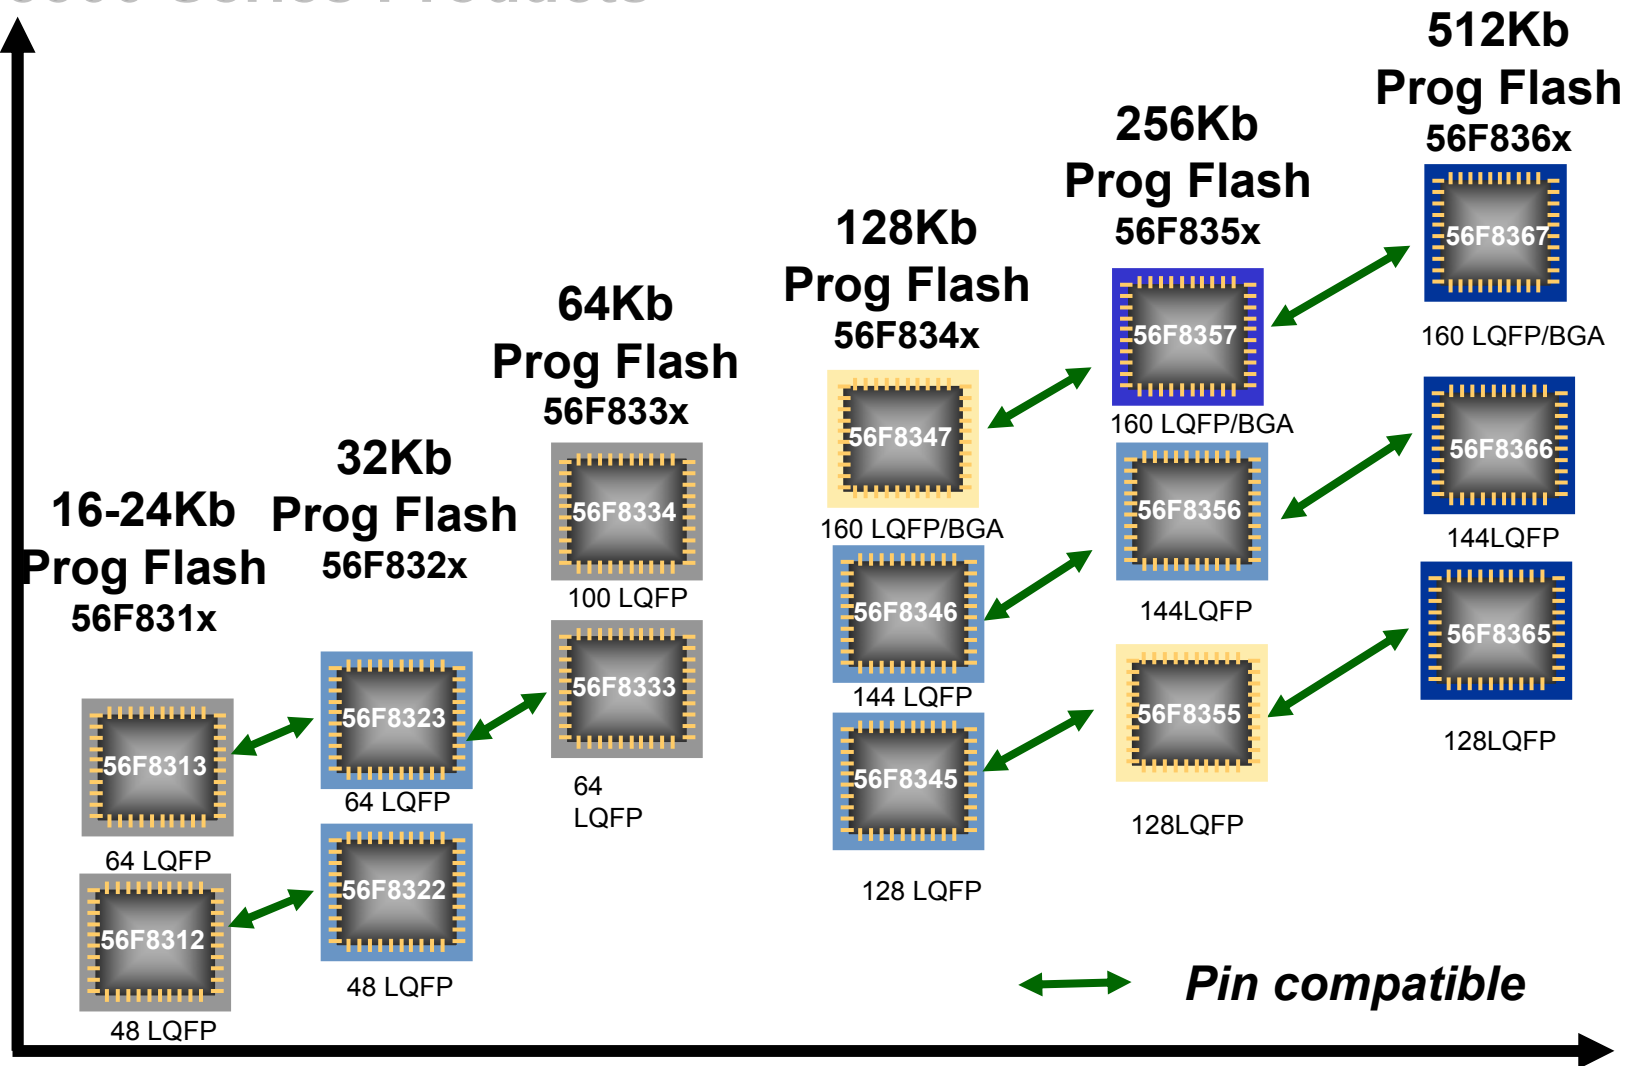 Series Products
16-24Kb
Prog Flash
56F831x
56F8313
64 LQFP
56F8312
48 LQFP
32Kb
Prog Flash
56F832x
56F8323
64 LQFP
56F8322
48 LQFP
64Kb
Prog Flash
56F833x
56F8334
100 LQFP
56F8333
64
LQFP
128Kb
Prog Flash
56F834x
56F8347
160 LQFP/BGA
56F8346
144 LQFP
56F8345
128 LQFP
256Kb
Prog Flash
56F835x
56F8357
160 LQFP/BGA
56F8356
144LQFP
56F8355
128LQFP
512Kb
Prog Flash
56F836x
56F8367
160 LQFP/BGA
56F8366
144LQFP
56F8365
128LQFP
Pin compatible